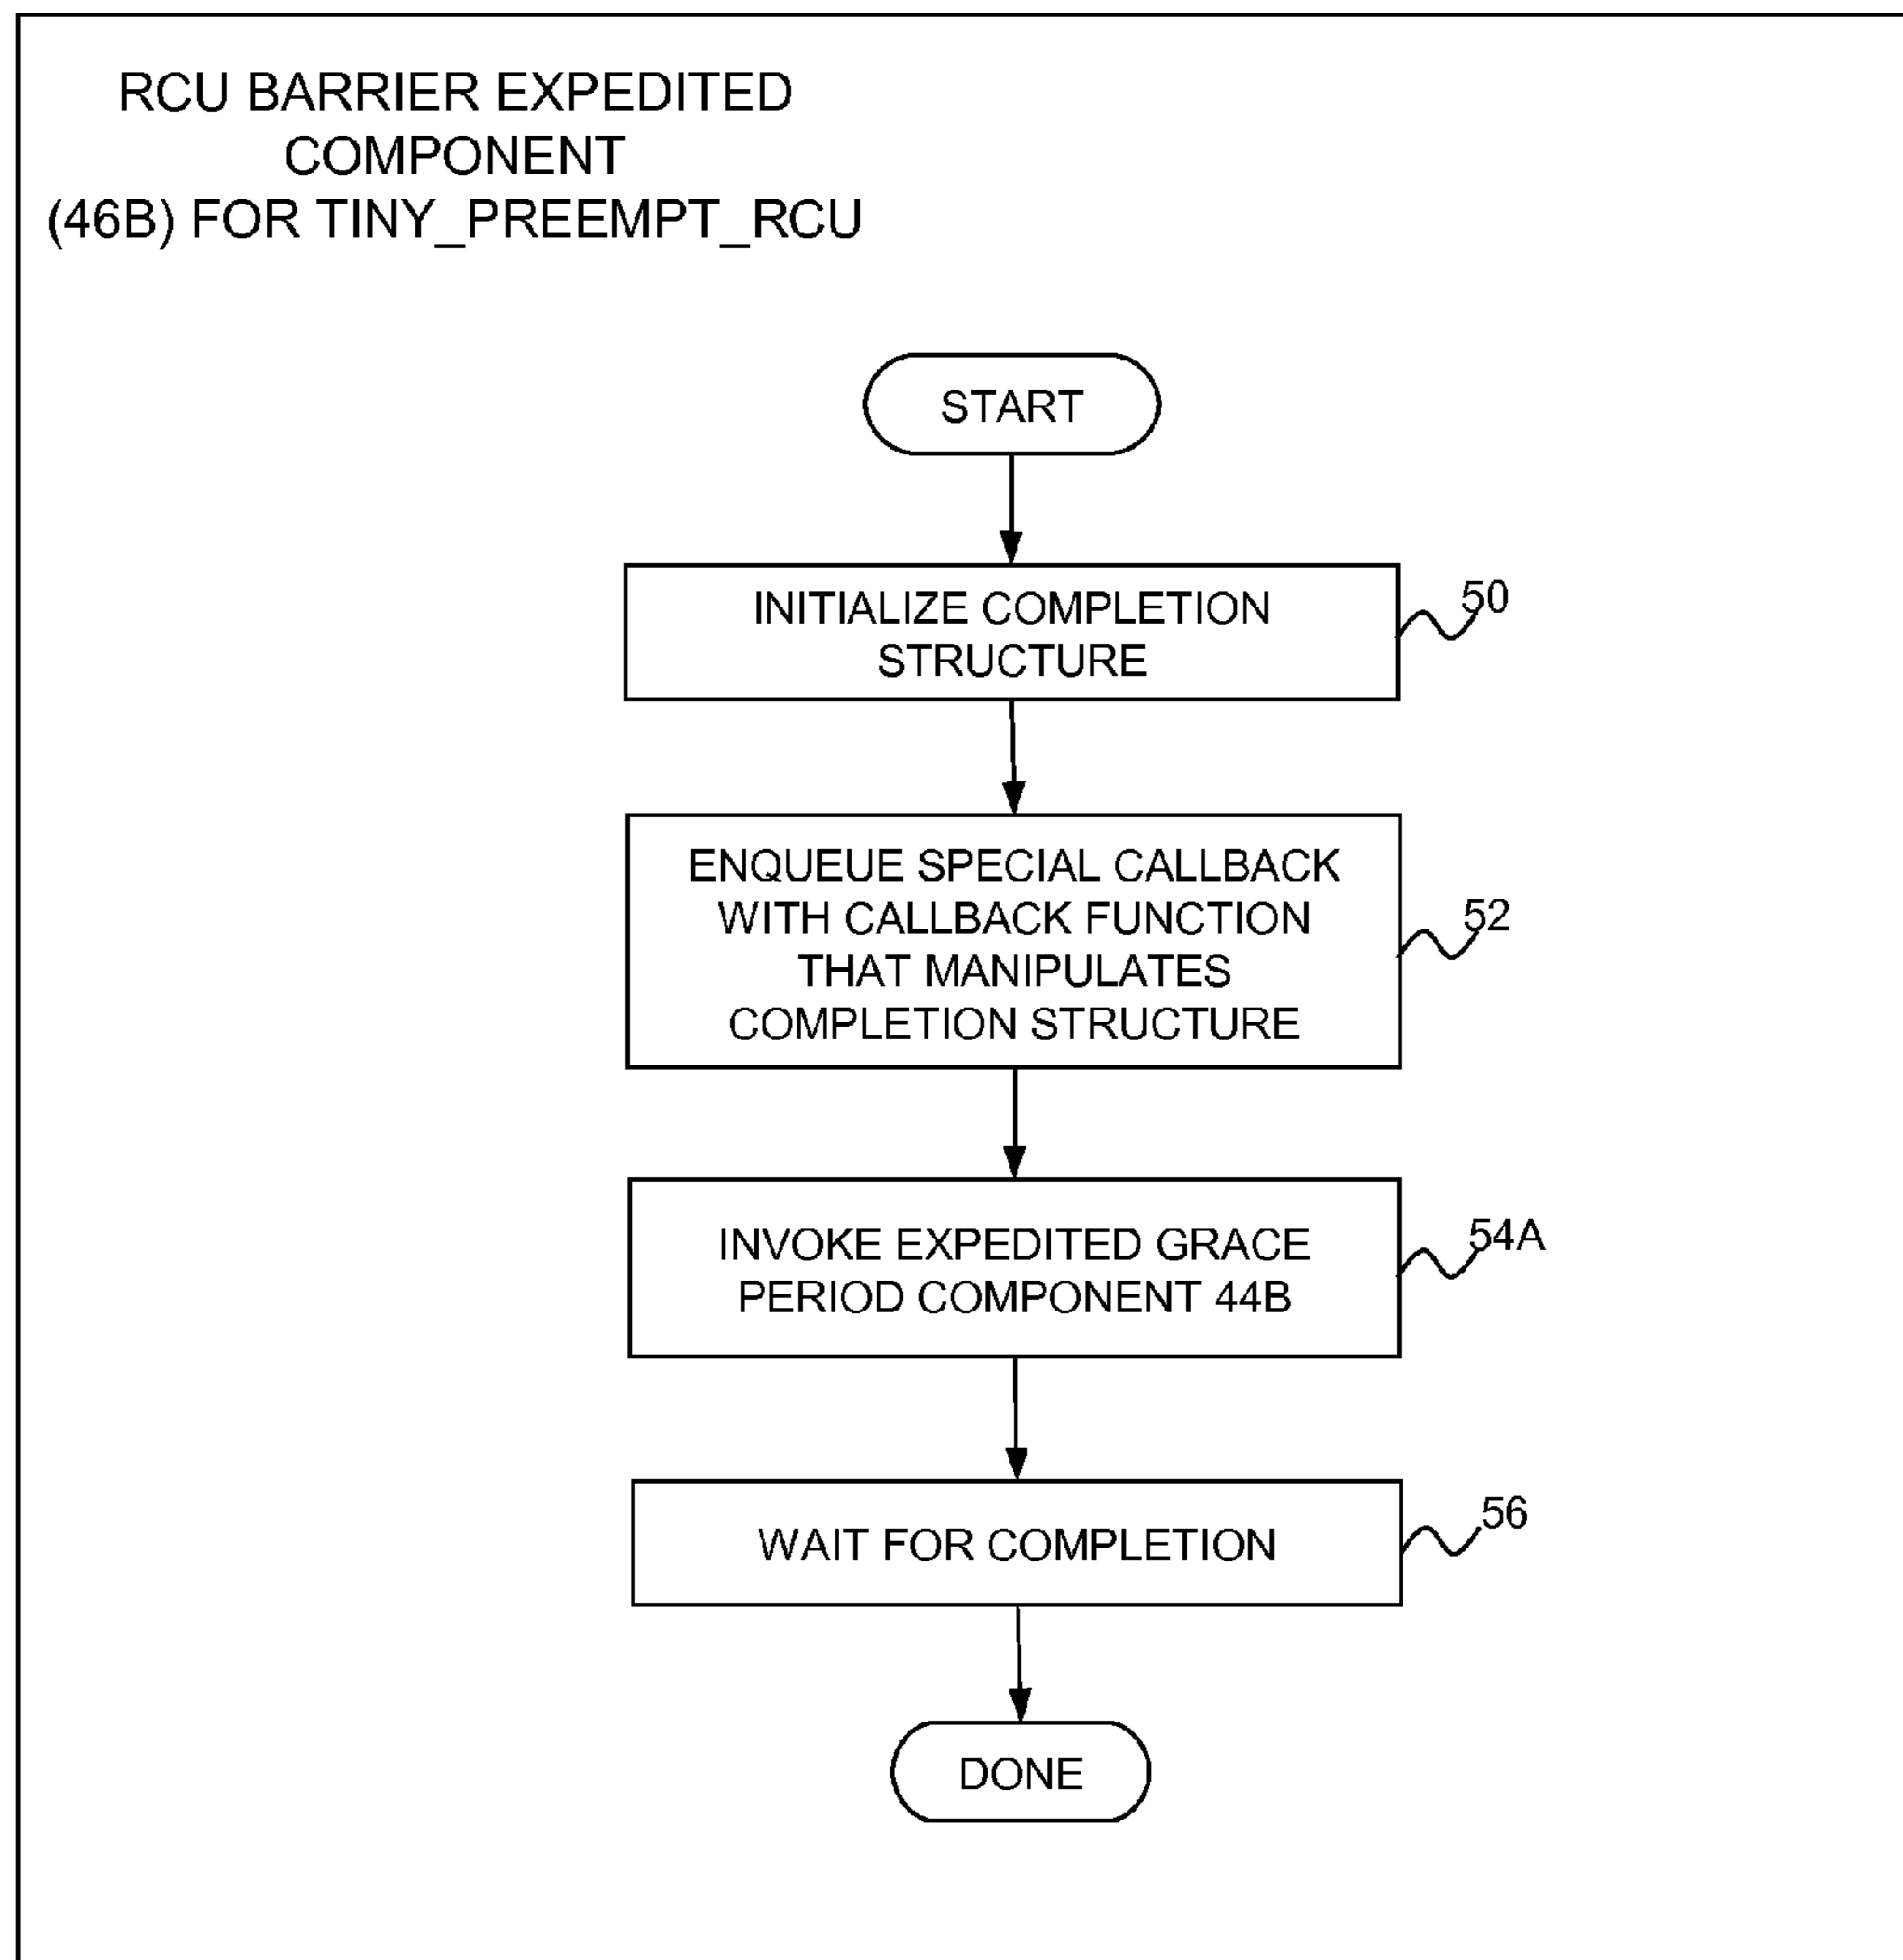 RCU BARRIER EXPEDITED
COMPONENT
(46B) FOR TINY_PREEMPT_RCU
START
INITIALIZE COMPLETION
STRUCTURE
50
ENQUEUE SPECIAL CALLBACK
WITH CALLBACK FUNCTION
THAT MANIPULATES
COMPLETION STRUCTURE
52
INVOKE EXPEDITED GRACE
PERIOD COMPONENT 44B
54A
WAIT FOR COMPLETION
56
DONE